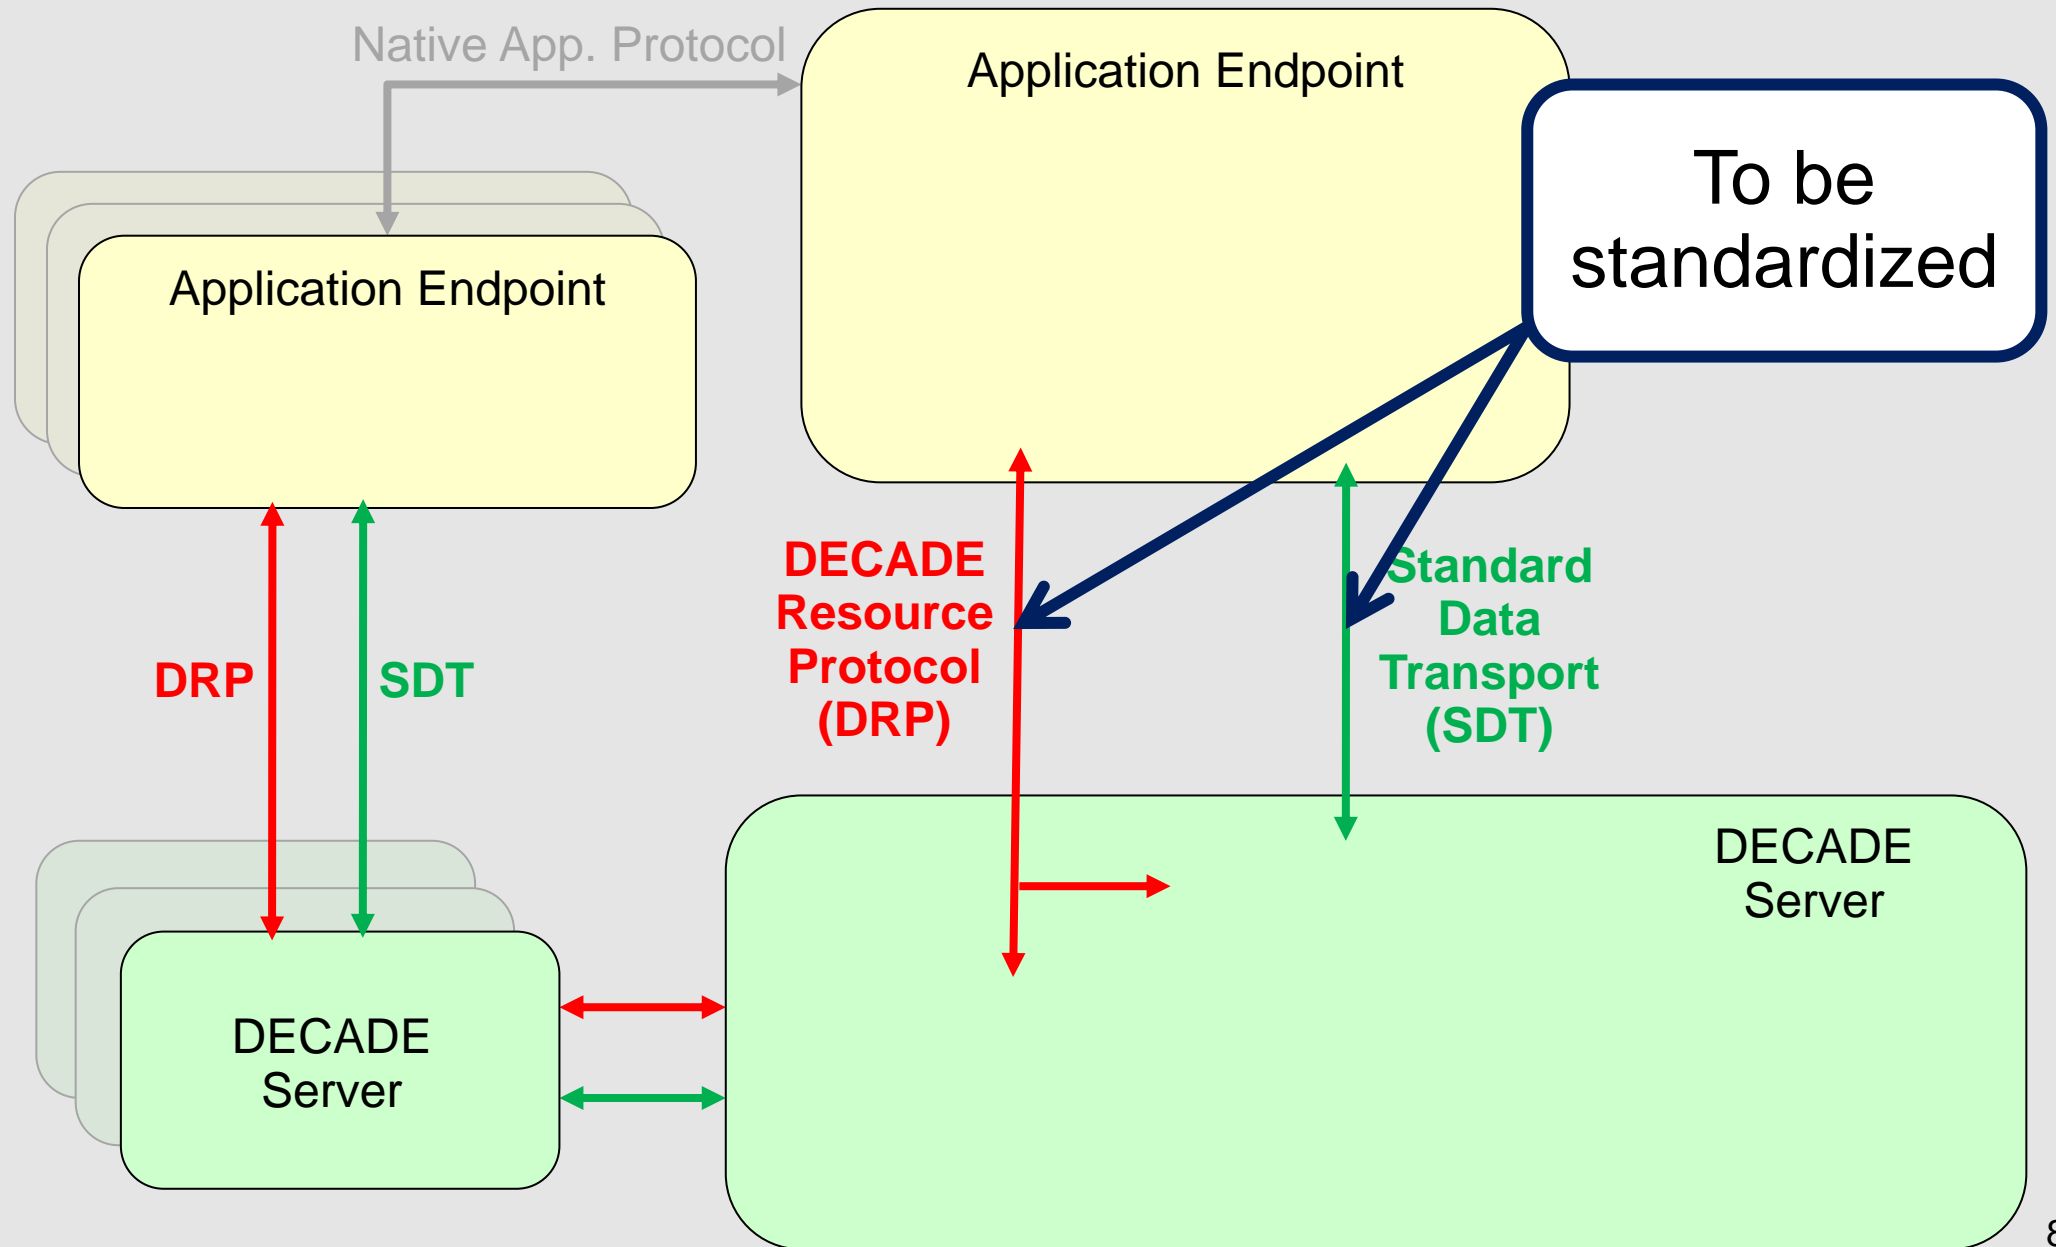 Native App. Protocol
Application Endpoint
To be
standardized
Application Endpoint
DECADE
Resource
Protocol
(DRP)
Standard
Data
Transport
(SDT)
DRP
SDT
DECADE
Server
DECADE
Server
8